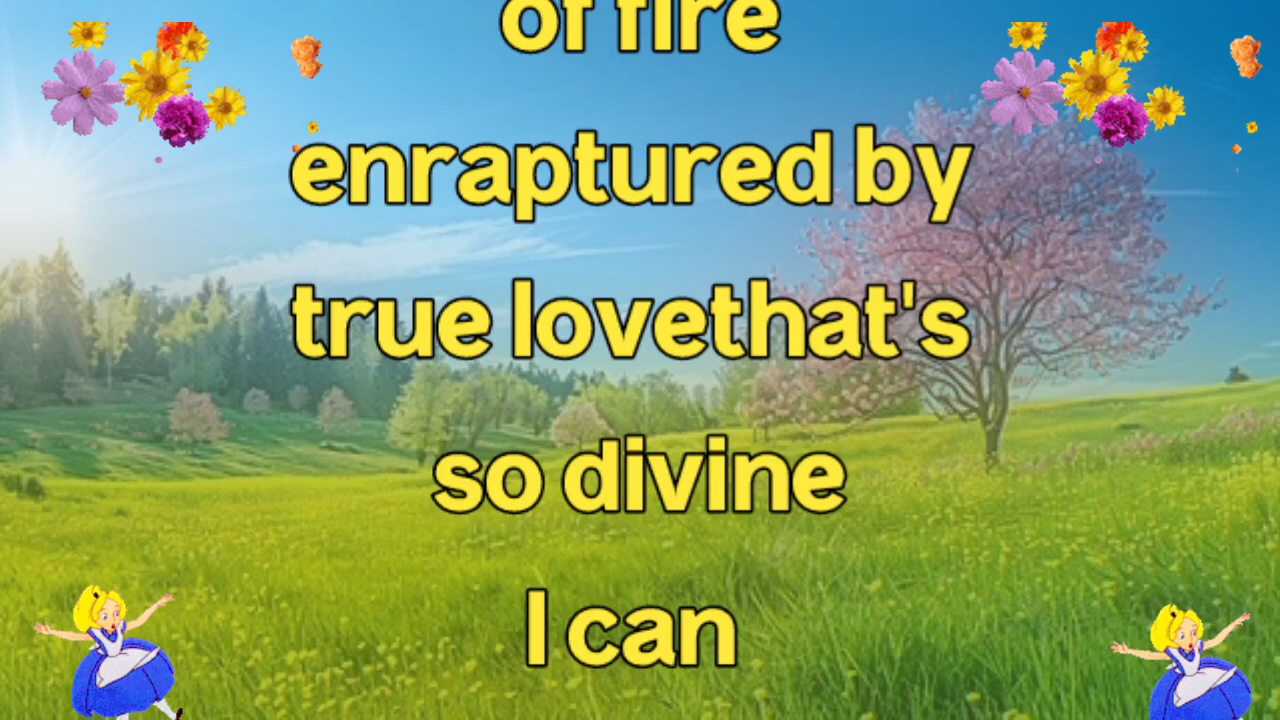 of fire
enraptured by
true lovethat's
so divine
I can